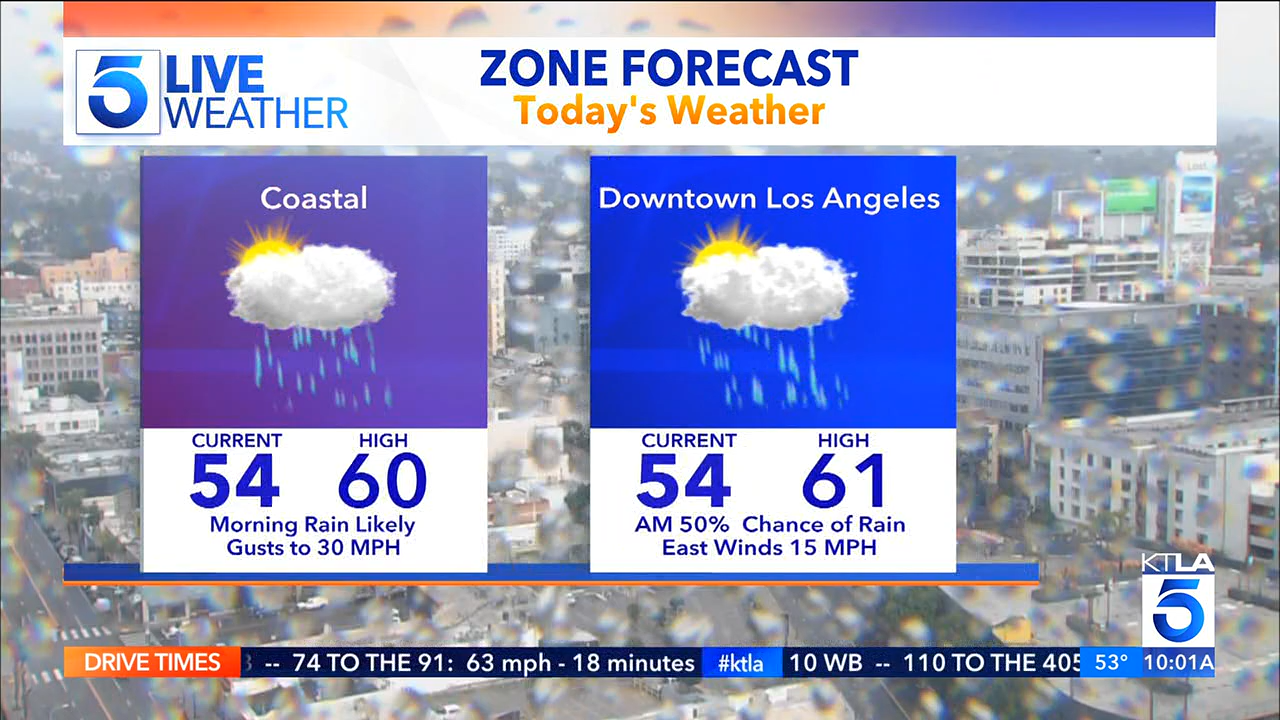 5 LIVE
WEATHER
ZONE FORECAST
Today's Weather
Coastal
CURRENT HIGH
54 60
Morning Rain Likely
Gusts to 30 MPH
Downtown Los Angeles
CURRENT HIGH
54 61
AM 50% Chance of Rain
East Winds 15 MPH
KTLA
5
DRIVE TIMES -- 74 TO THE 91: 63 mph - 18 minutes #ktla 10 WB -- 110 TO THE 405 53° 10:01A